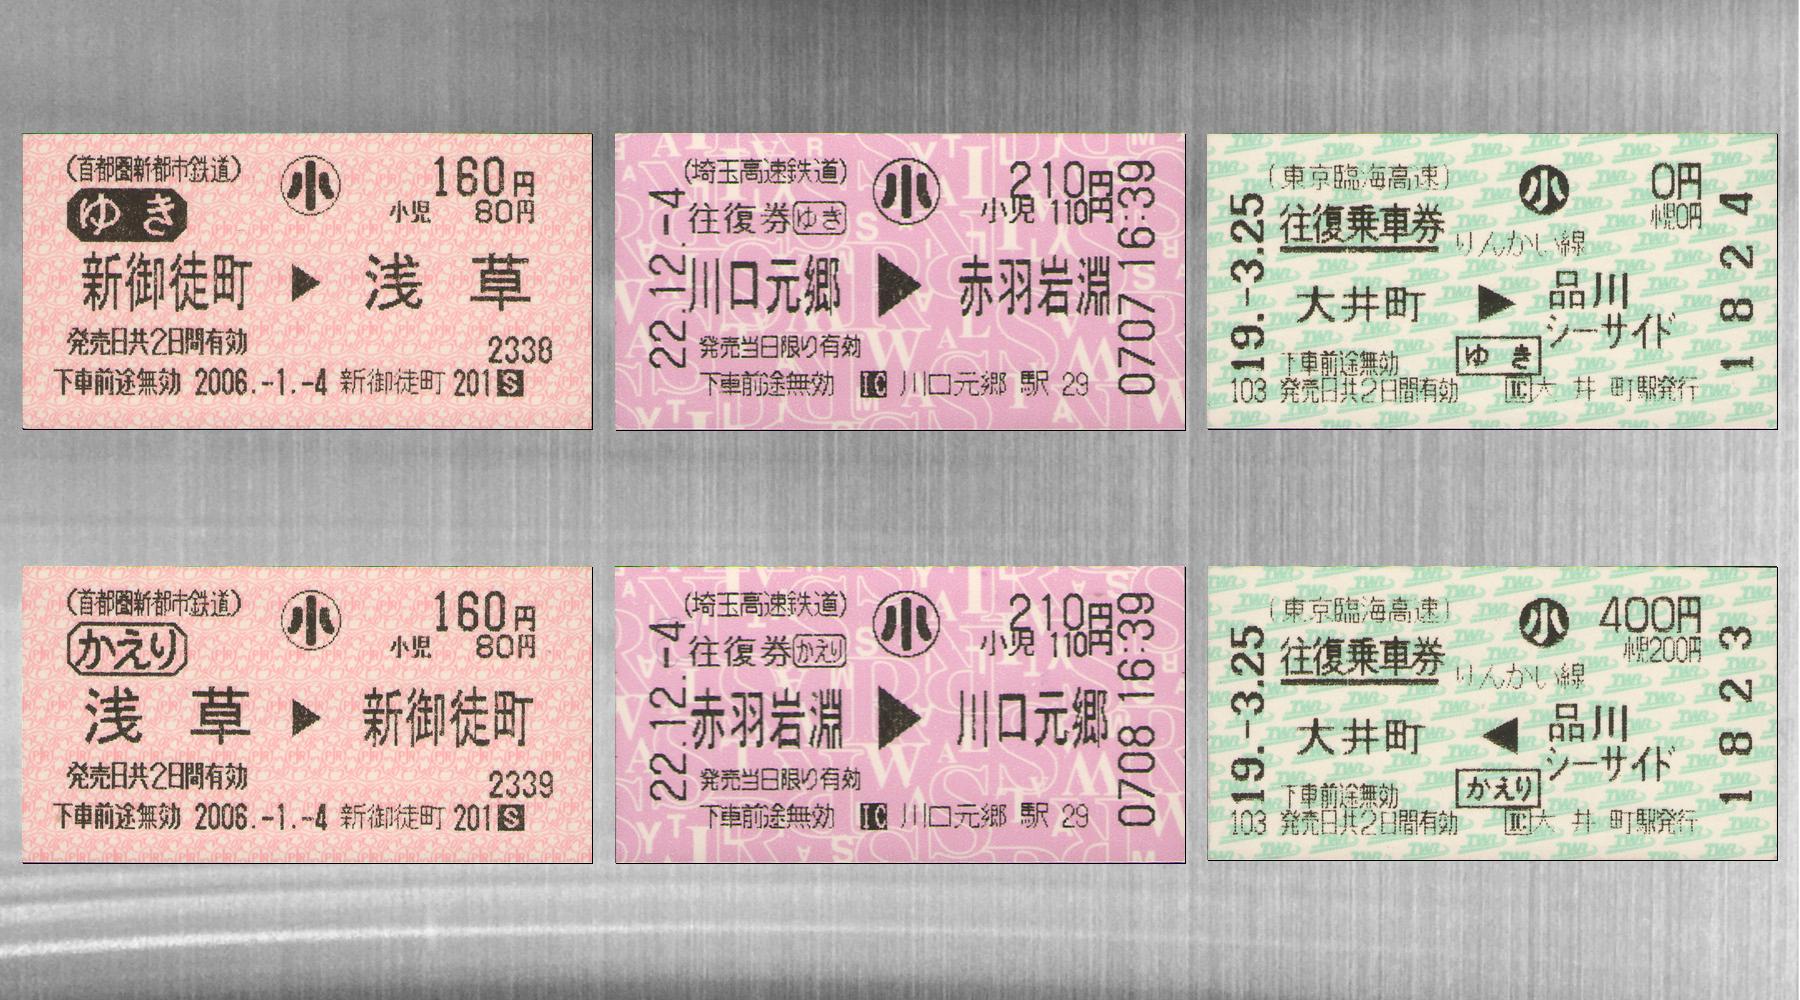 (首都圏新都市鉄道) 小 160円
ゆき 小児 80円
新御徒町 ▶ 浅草
発売日共2日間有効 2338
下車前途無効 2006.-1.-4 新御徒町 201 S
(埼玉高速鉄道) 小 210円
往復券 ゆき 小児 110円
川口元郷 ▶ 赤羽岩淵
発売当日限り有効
下車前途無効 IC 川口元郷 駅 29
22.12.-4
0707 16:39
(東京臨海高速) 小 0円
往復乗車券 小児0円
りんかい線
大井町 ▶ 品川シーサイド
ゆき
下車前途無効
103 発売日共2日間有効 IC 大井町駅発行
19.-3.25
1824
(首都圏新都市鉄道) 小 160円
かえり 小児 80円
浅草 ▶ 新御徒町
発売日共2日間有効 2339
下車前途無効 2006.-1.-4 新御徒町 201 S
(埼玉高速鉄道) 小 210円
往復券 かえり 小児 110円
赤羽岩淵 ▶ 川口元郷
発売当日限り有効
下車前途無効 IC 川口元郷 駅 29
22.12.-4
0708 16:39
(東京臨海高速) 小 400円
往復乗車券 小児200円
りんかい線
大井町 ◀ 品川シーサイド
かえり
下車前途無効
103 発売日共2日間有効 IC 大井町駅発行
19.-3.25
1823